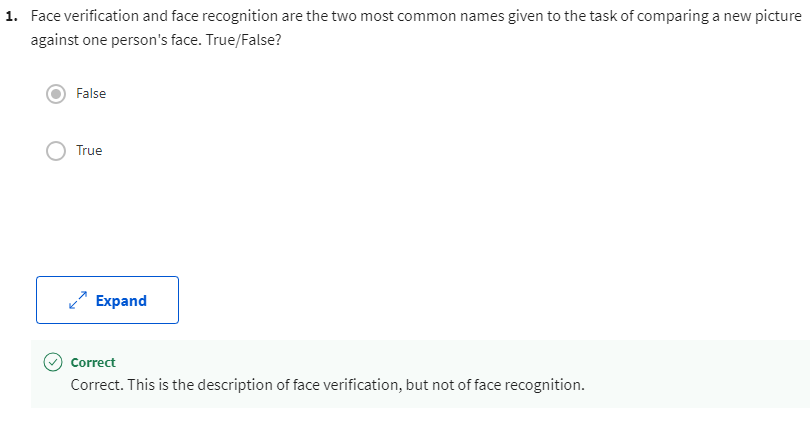 1. Face verification and face recognition are the two most common names given to the task of comparing a new picture
against one person's face. True/False?
False
True
Expand
Correct
Correct. This is the description of face verification, but not of face recognition.